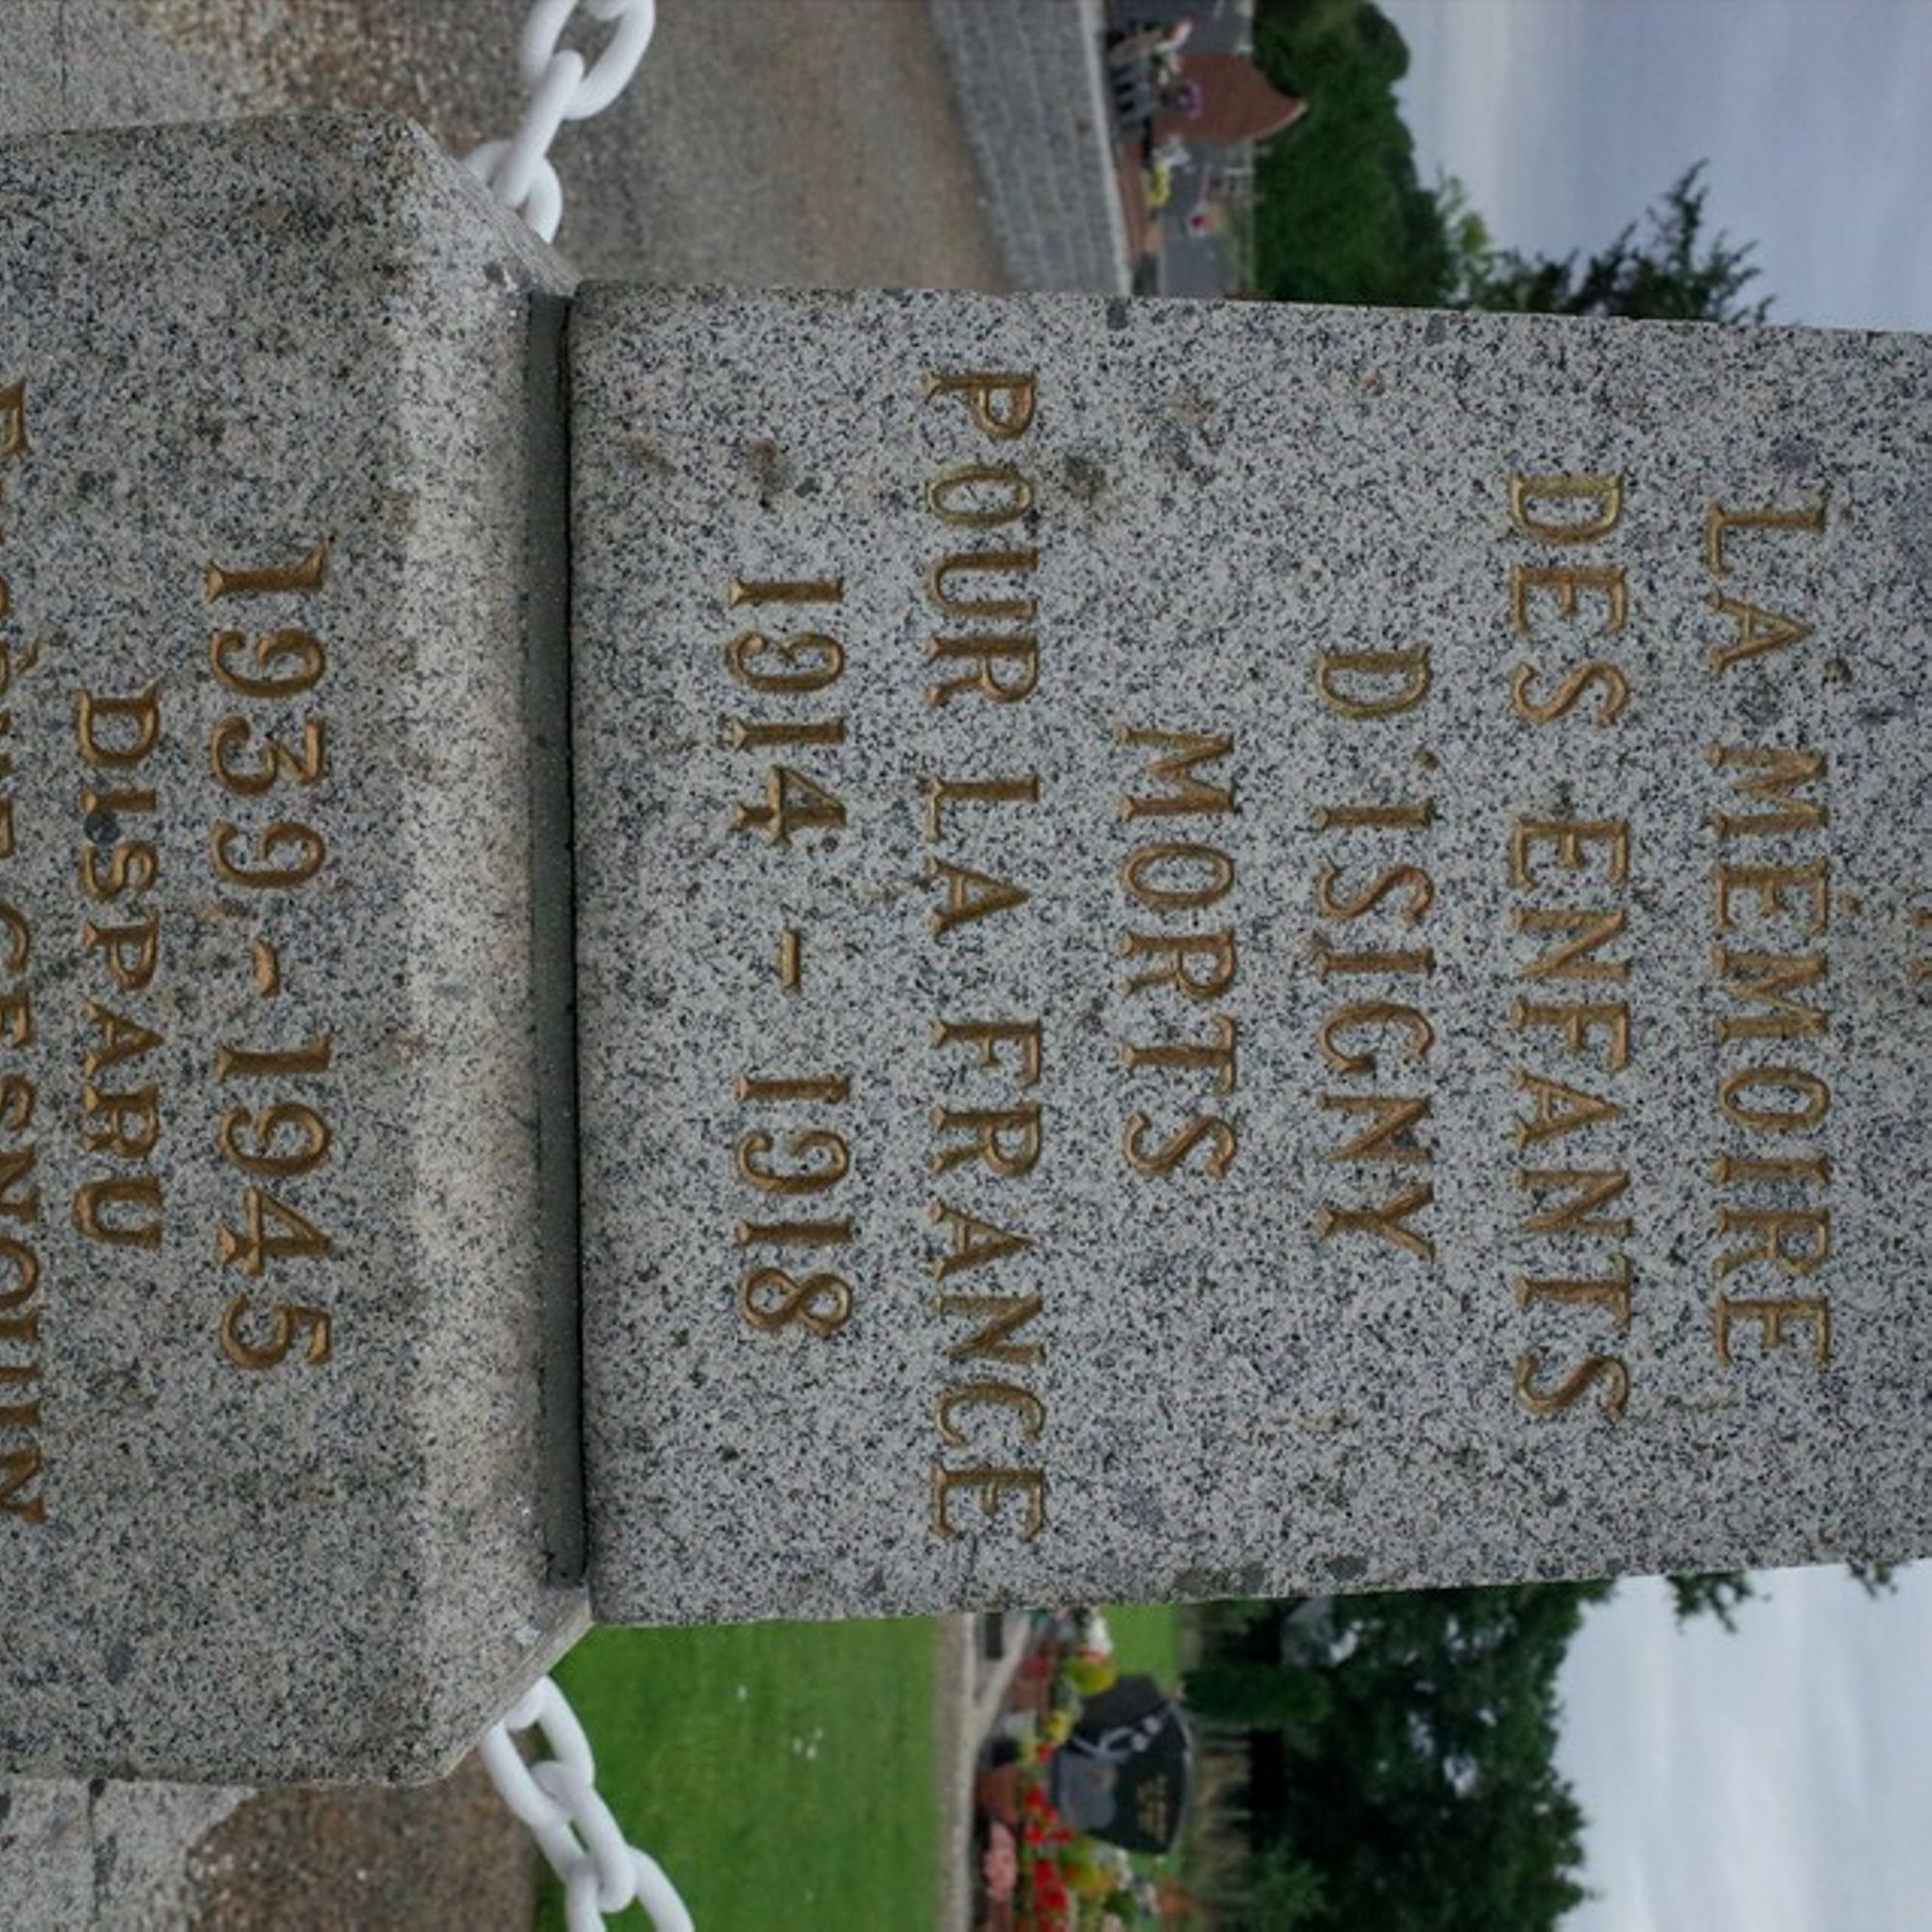 LA MÉMOIRE
DES ENFANTS
D'ISIGNY
MORTS
POUR LA FRANCE
1914 - 1918
1939-1945
DISPARU